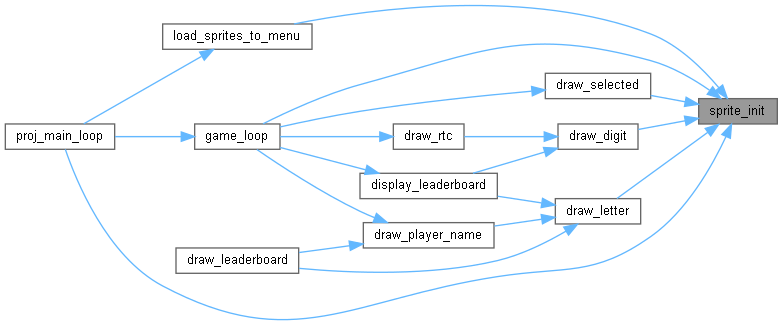 load_sprites_to_menu
draw_selected
sprite_init
proj_main_loop
game_loop
draw_rtc
draw_digit
display_leaderboard
draw_letter
draw_player_name
draw_leaderboard